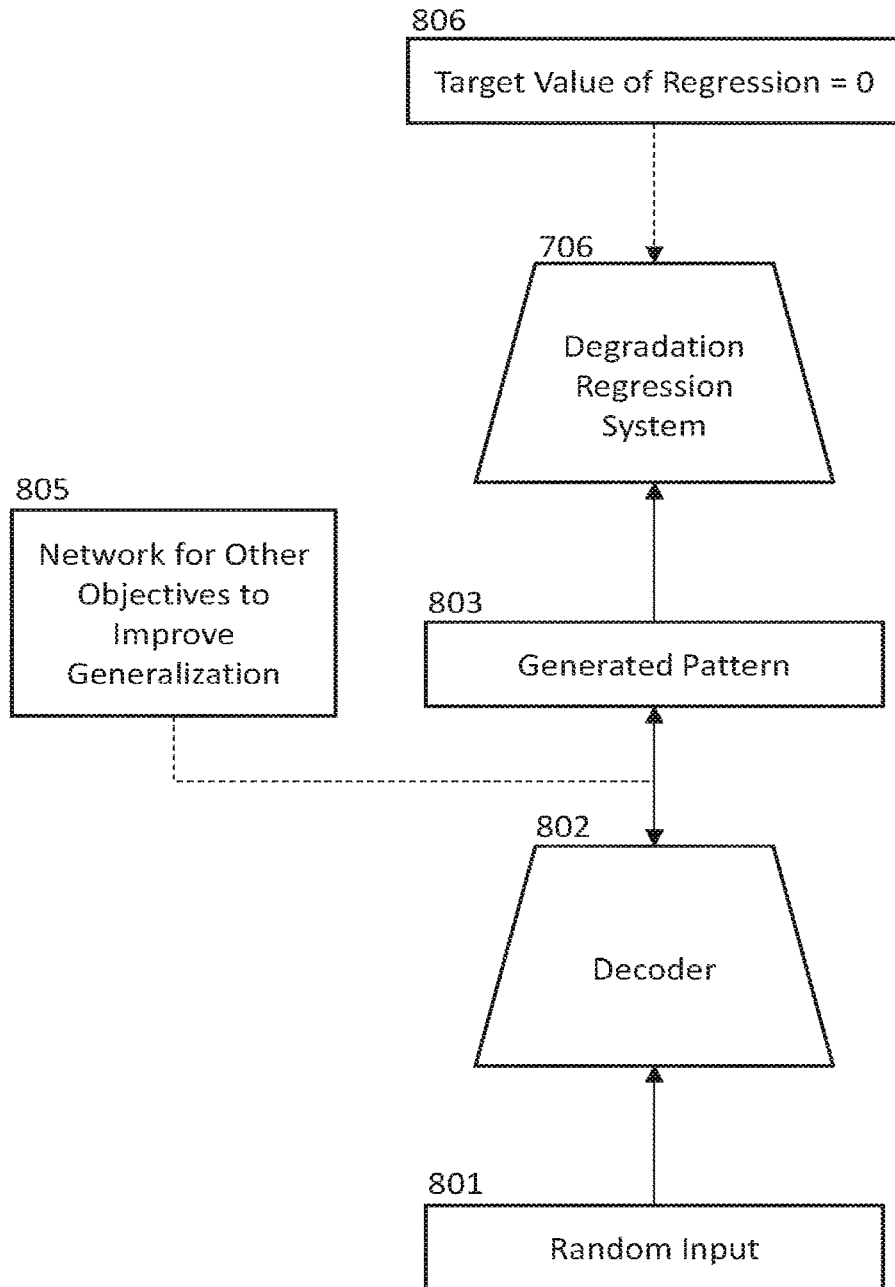 806
Target Value of Regression = 0
706
Degradation
Regression
System
805
Network for Other
Objectives to
Improve
Generalization
803
Generated Pattern
802
Decoder
801
Random Input